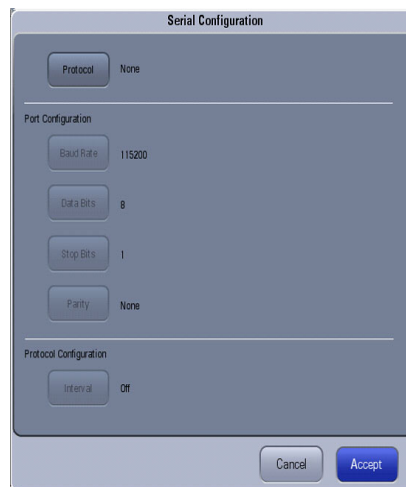 Serial Configuration
Protocol None
Port Configuration
Baud Rate 115200
Data Bits 8
Stop Bits 1
Parity None
Protocol Configuration
Interval Off
Cancel Accept